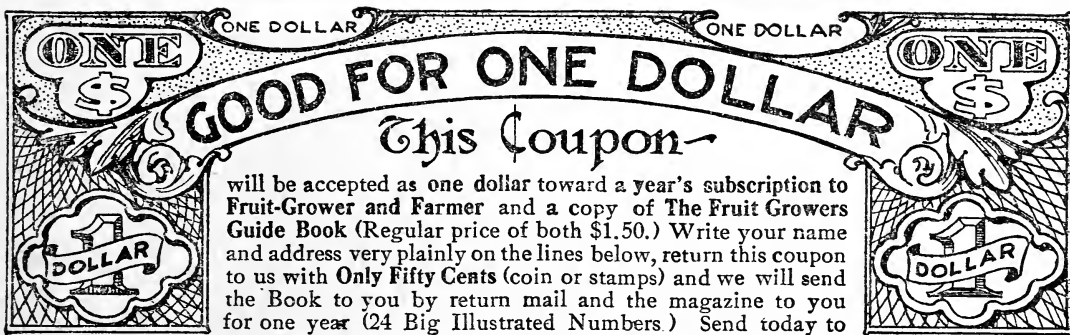 ONE DOLLAR ONE DOLLAR
ONE ONE
$ $
GOOD FOR ONE DOLLAR
This Coupon~
will be accepted as one dollar toward a year's subscription to
Fruit-Grower and Farmer and a copy of The Fruit Growers
Guide Book (Regular price of both $1.50.) Write your name
and address very plainly on the lines below, return this coupon
to us with Only Fifty Cents (coin or stamps) and we will send
the Book to you by return mail and the magazine to you
for one year (24 Big Illustrated Numbers.) Send today to
1 DOLLAR 1 DOLLAR